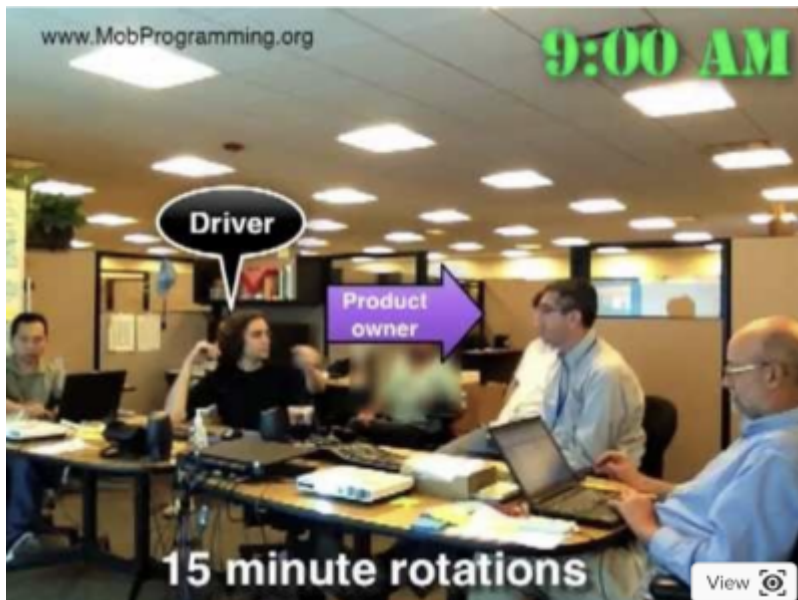 www.MobProgramming.org
9:00 AM
Driver
Product
owner
15 minute rotations
View